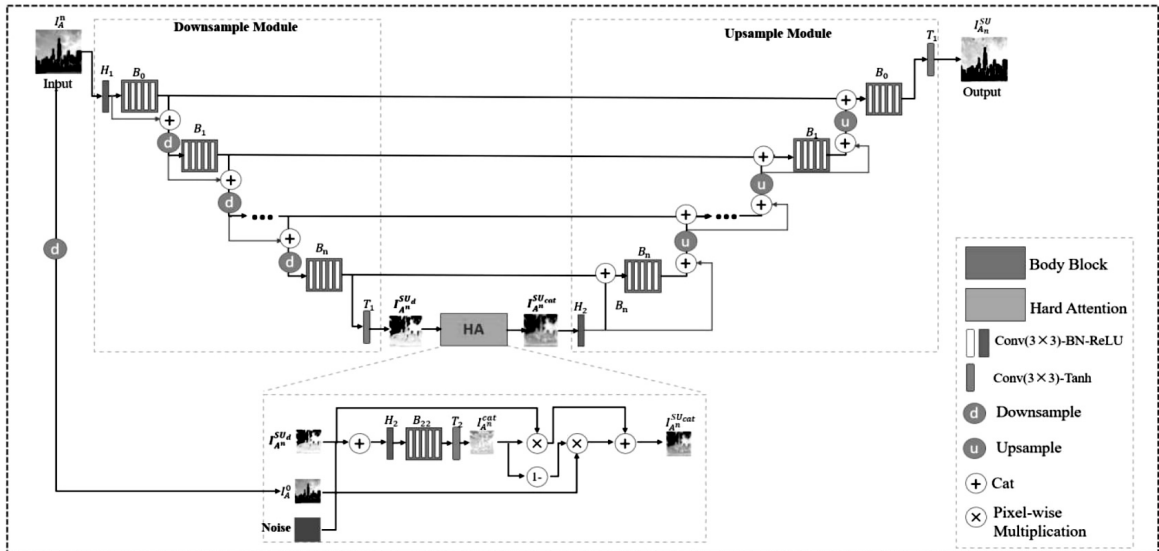 I_A^n
Downsample Module
Upsample Module
I_{A_n}^{SU}
T_1
H_1
B_0
B_0
Input
Output
d
B_1
B_1
u
d
u
...
...
d
B_n
B_n
u
d
T_1
I_{A^n}^{SU_d}
HA
I_{A^n}^{SU_{cat}}
H_2
B_n
Body Block
Hard Attention
Conv(3×3)-BN-ReLU
Conv(3×3)-Tanh
d Downsample
u Upsample
+ Cat
× Pixel-wise
Multiplication
I_{A^n}^{SU_d}
H_2
B_{22}
T_2
I_{A^n}^{cat}
I_{A^n}^{SU_{cat}}
1-
I_A^0
Noise